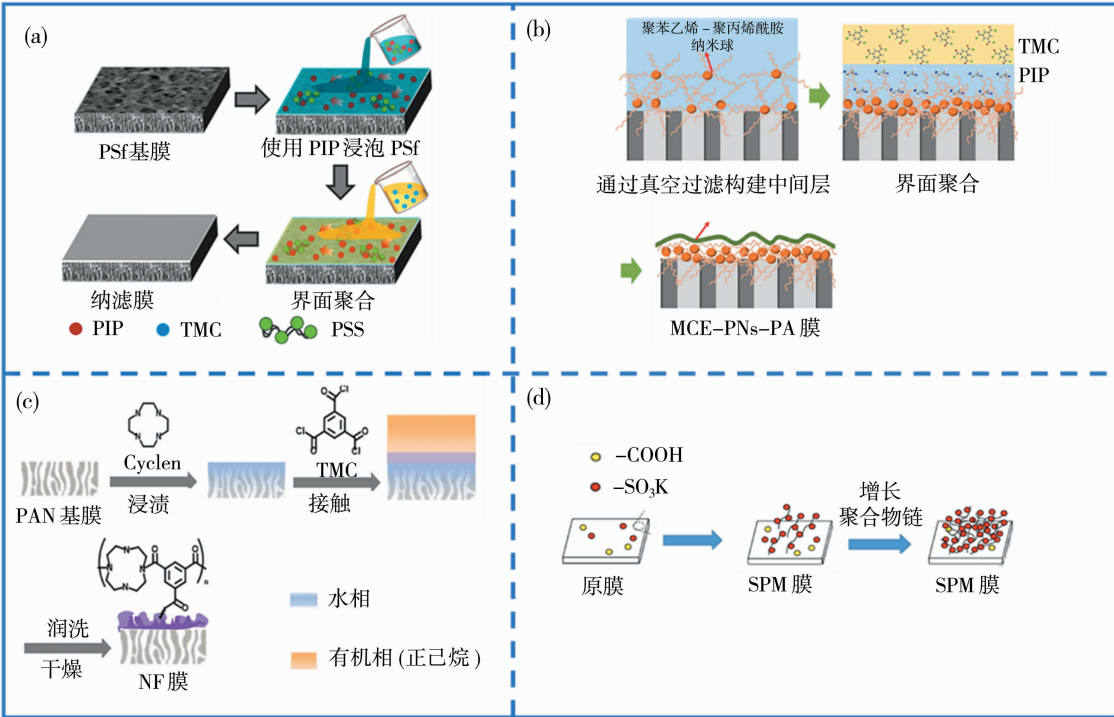 (a)
PSf基膜
使用 PIP 浸泡 PSf
纳滤膜
界面聚合
PIP
TMC
PSS
(b)
聚苯乙烯-聚丙烯酰胺
纳米球
TMC
PIP
通过真空过滤构建中间层
界面聚合
MCE-PNs-PA 膜
(c)
PAN 基膜
N
N
N
N
Cyclen
浸渍
O
Cl
Cl
O
O
Cl
TMC
接触
N
N
N
N
O
O
O
n
润洗
干燥
NF 膜
水相
有机相(正己烷)
(d)
-COOH
-SO₃K
原膜
SPM 膜
增长
聚合物链
SPM 膜